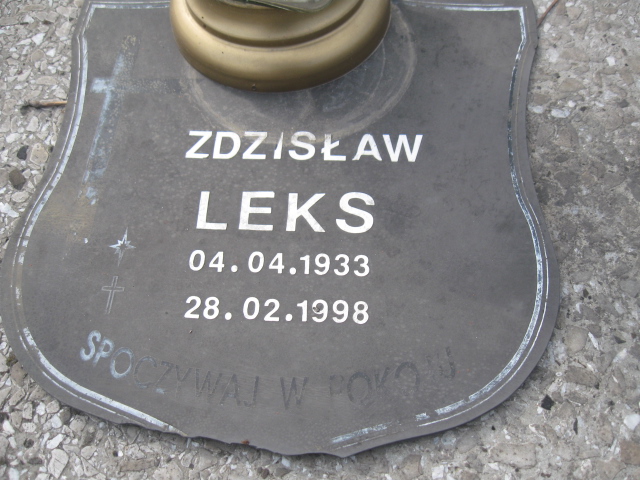 ZDZISŁAW
LEKS
04.04.1933
28.02.1998
SPOCZYWAJ W POKOJU